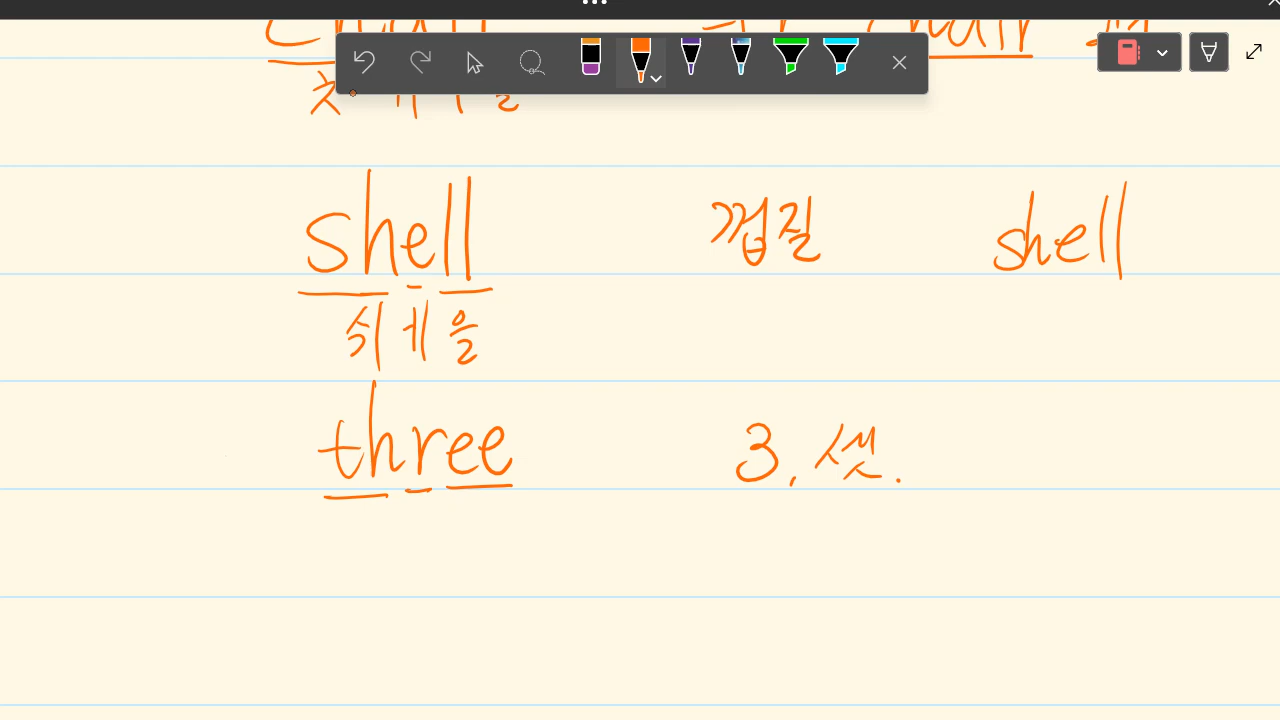 shell 껍질 shell
쉬 ㅔ 을
three 3, 셋.